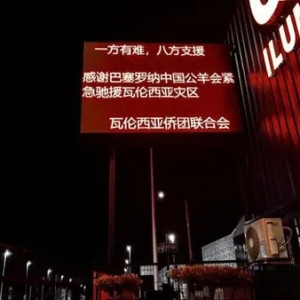 一方有难，八方支援
感谢巴塞罗纳中国公羊会紧
急驰援瓦伦西亚灾区
瓦伦西亚侨团联合会
ILU